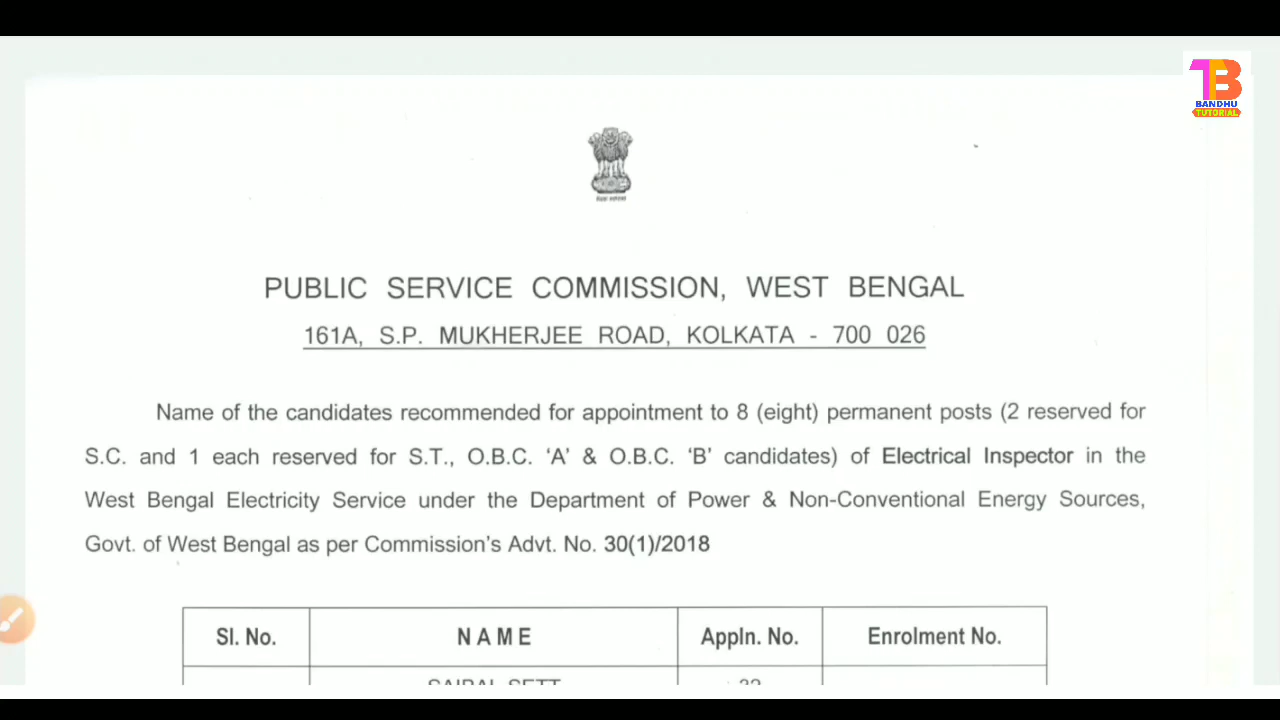 TB
BANDHU
TUTORIAL
PUBLIC SERVICE COMMISSION, WEST BENGAL
161A, S.P. MUKHERJEE ROAD, KOLKATA - 700 026
Name of the candidates recommended for appointment to 8 (eight) permanent posts (2 reserved for
S.C. and 1 each reserved for S.T., O.B.C. ‘A’ & O.B.C. ‘B’ candidates) of Electrical Inspector in the
West Bengal Electricity Service under the Department of Power & Non-Conventional Energy Sources,
Govt. of West Bengal as per Commission’s Advt. No. 30(1)/2018
Sl. No. NAME Appln. No. Enrolment No.